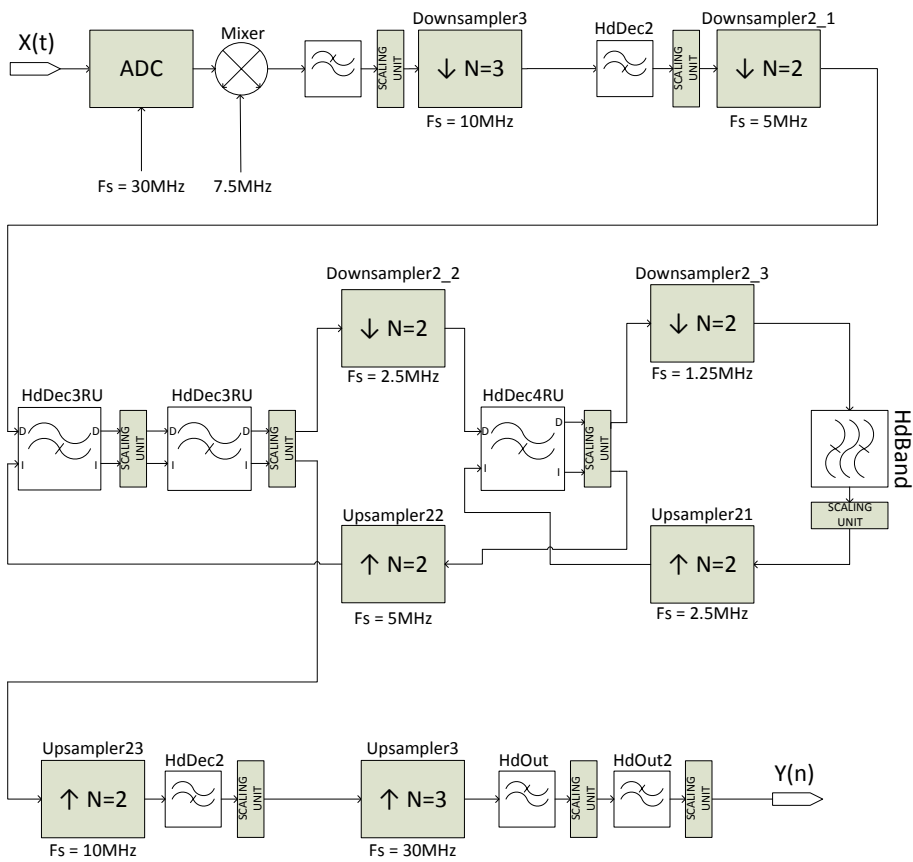 X(t)
ADC
Fs = 30MHz
Mixer
7.5MHz
SCALING
UNIT
Downsampler3
↓ N=3
Fs = 10MHz
HdDec2
SCALING
UNIT
Downsampler2_1
↓ N=2
Fs = 5MHz
HdDec3RU
D
I
D
I
SCALING
UNIT
HdDec3RU
D
I
D
I
SCALING
UNIT
Downsampler2_2
↓ N=2
Fs = 2.5MHz
HdDec4RU
D
I
D
I
SCALING
UNIT
Downsampler2_3
↓ N=2
Fs = 1.25MHz
HdBand
SCALING
UNIT
Upsampler22
↑ N=2
Fs = 5MHz
Upsampler21
↑ N=2
Fs = 2.5MHz
Upsampler23
↑ N=2
Fs = 10MHz
HdDec2
SCALING
UNIT
Upsampler3
↑ N=3
Fs = 30MHz
HdOut
SCALING
UNIT
HdOut2
SCALING
UNIT
Y(n)